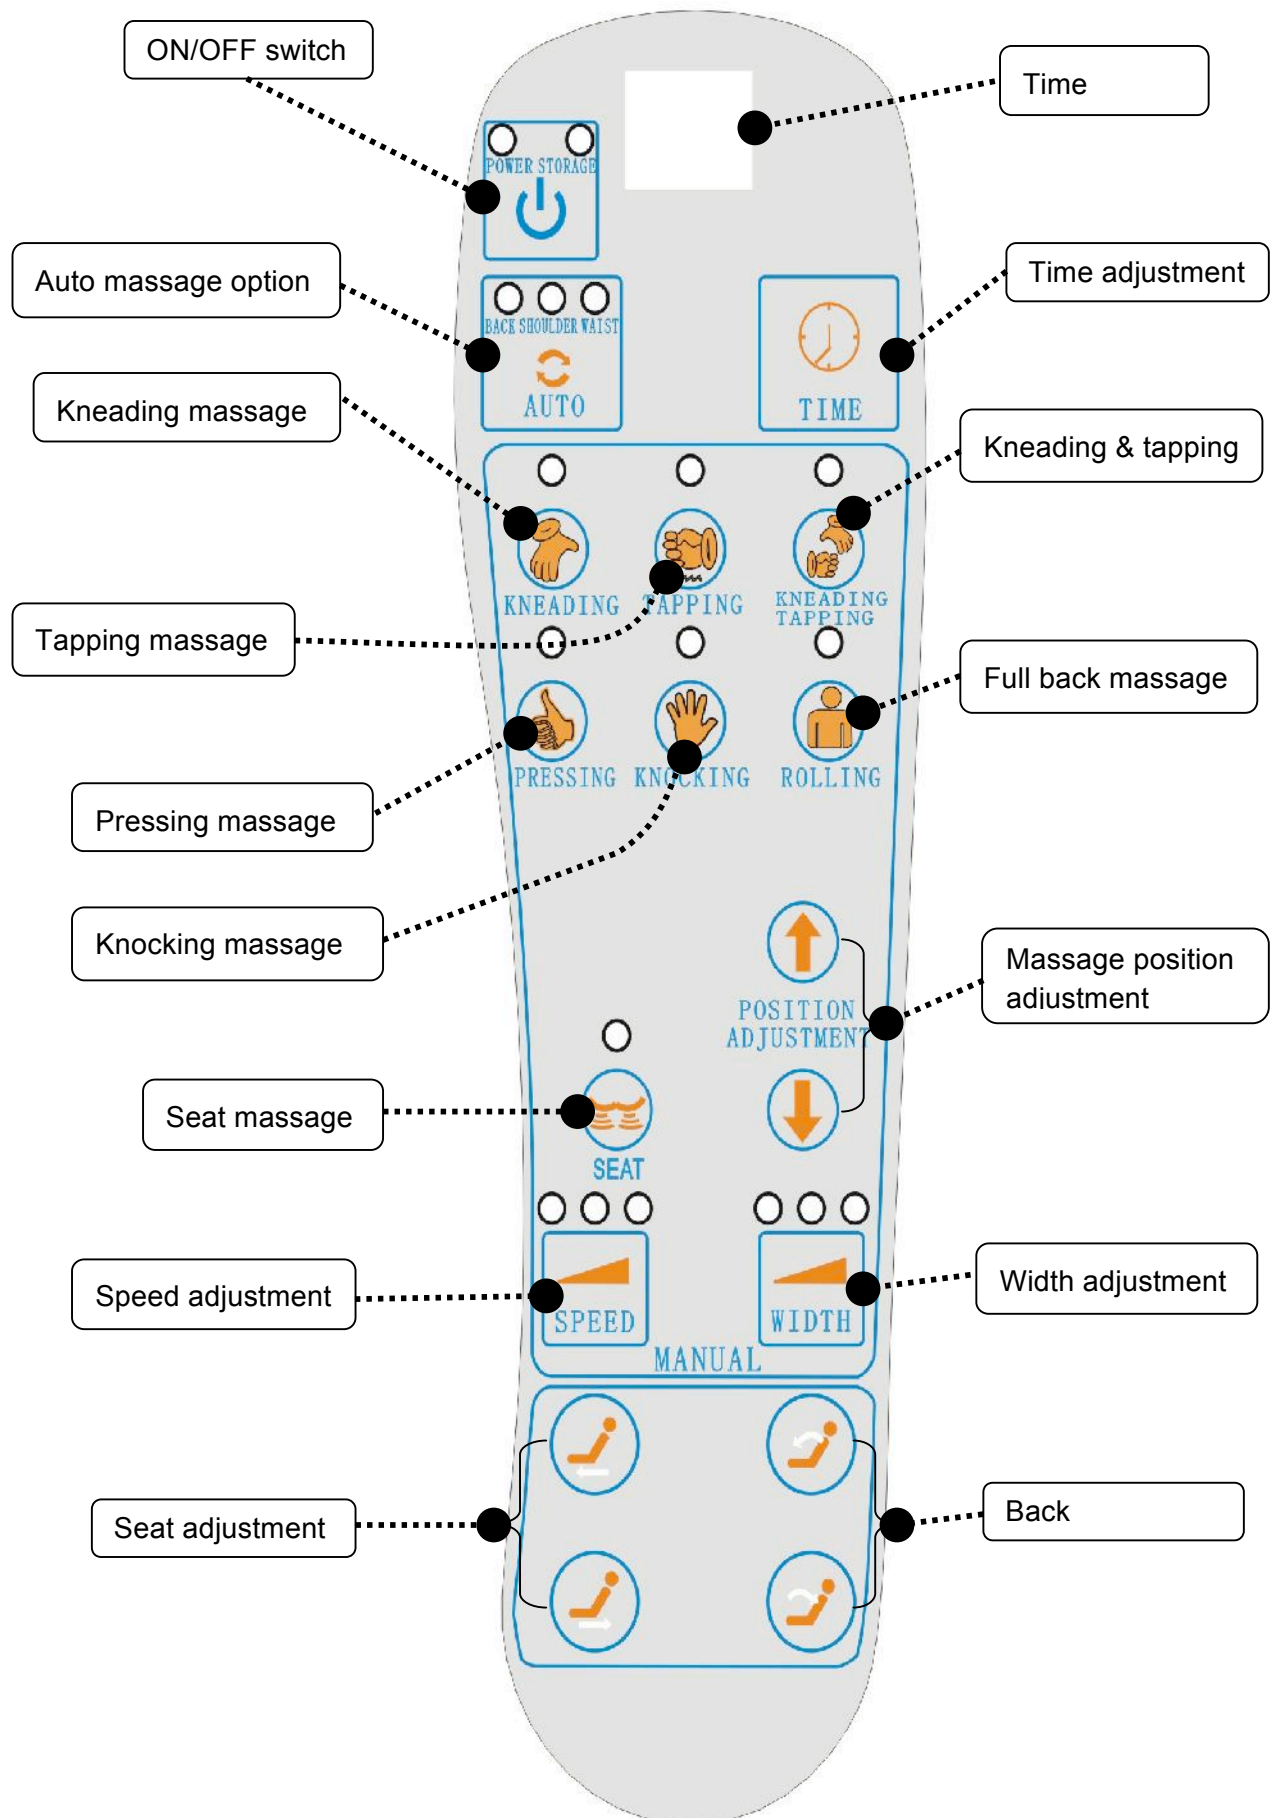 ON/OFF switch
Time
POWER STORAGE
Auto massage option
Time adjustment
BACK SHOULDER WAIST
AUTO
TIME
Kneading massage
Kneading & tapping
KNEADING
TAPPING
KNEADING
TAPPING
Tapping massage
Full back massage
PRESSING
KNOCKING
ROLLING
Pressing massage
Knocking massage
Massage position
adjustment
POSITION
ADJUSTMENT
Seat massage
SEAT
Speed adjustment
Width adjustment
SPEED
WIDTH
MANUAL
Seat adjustment
Back